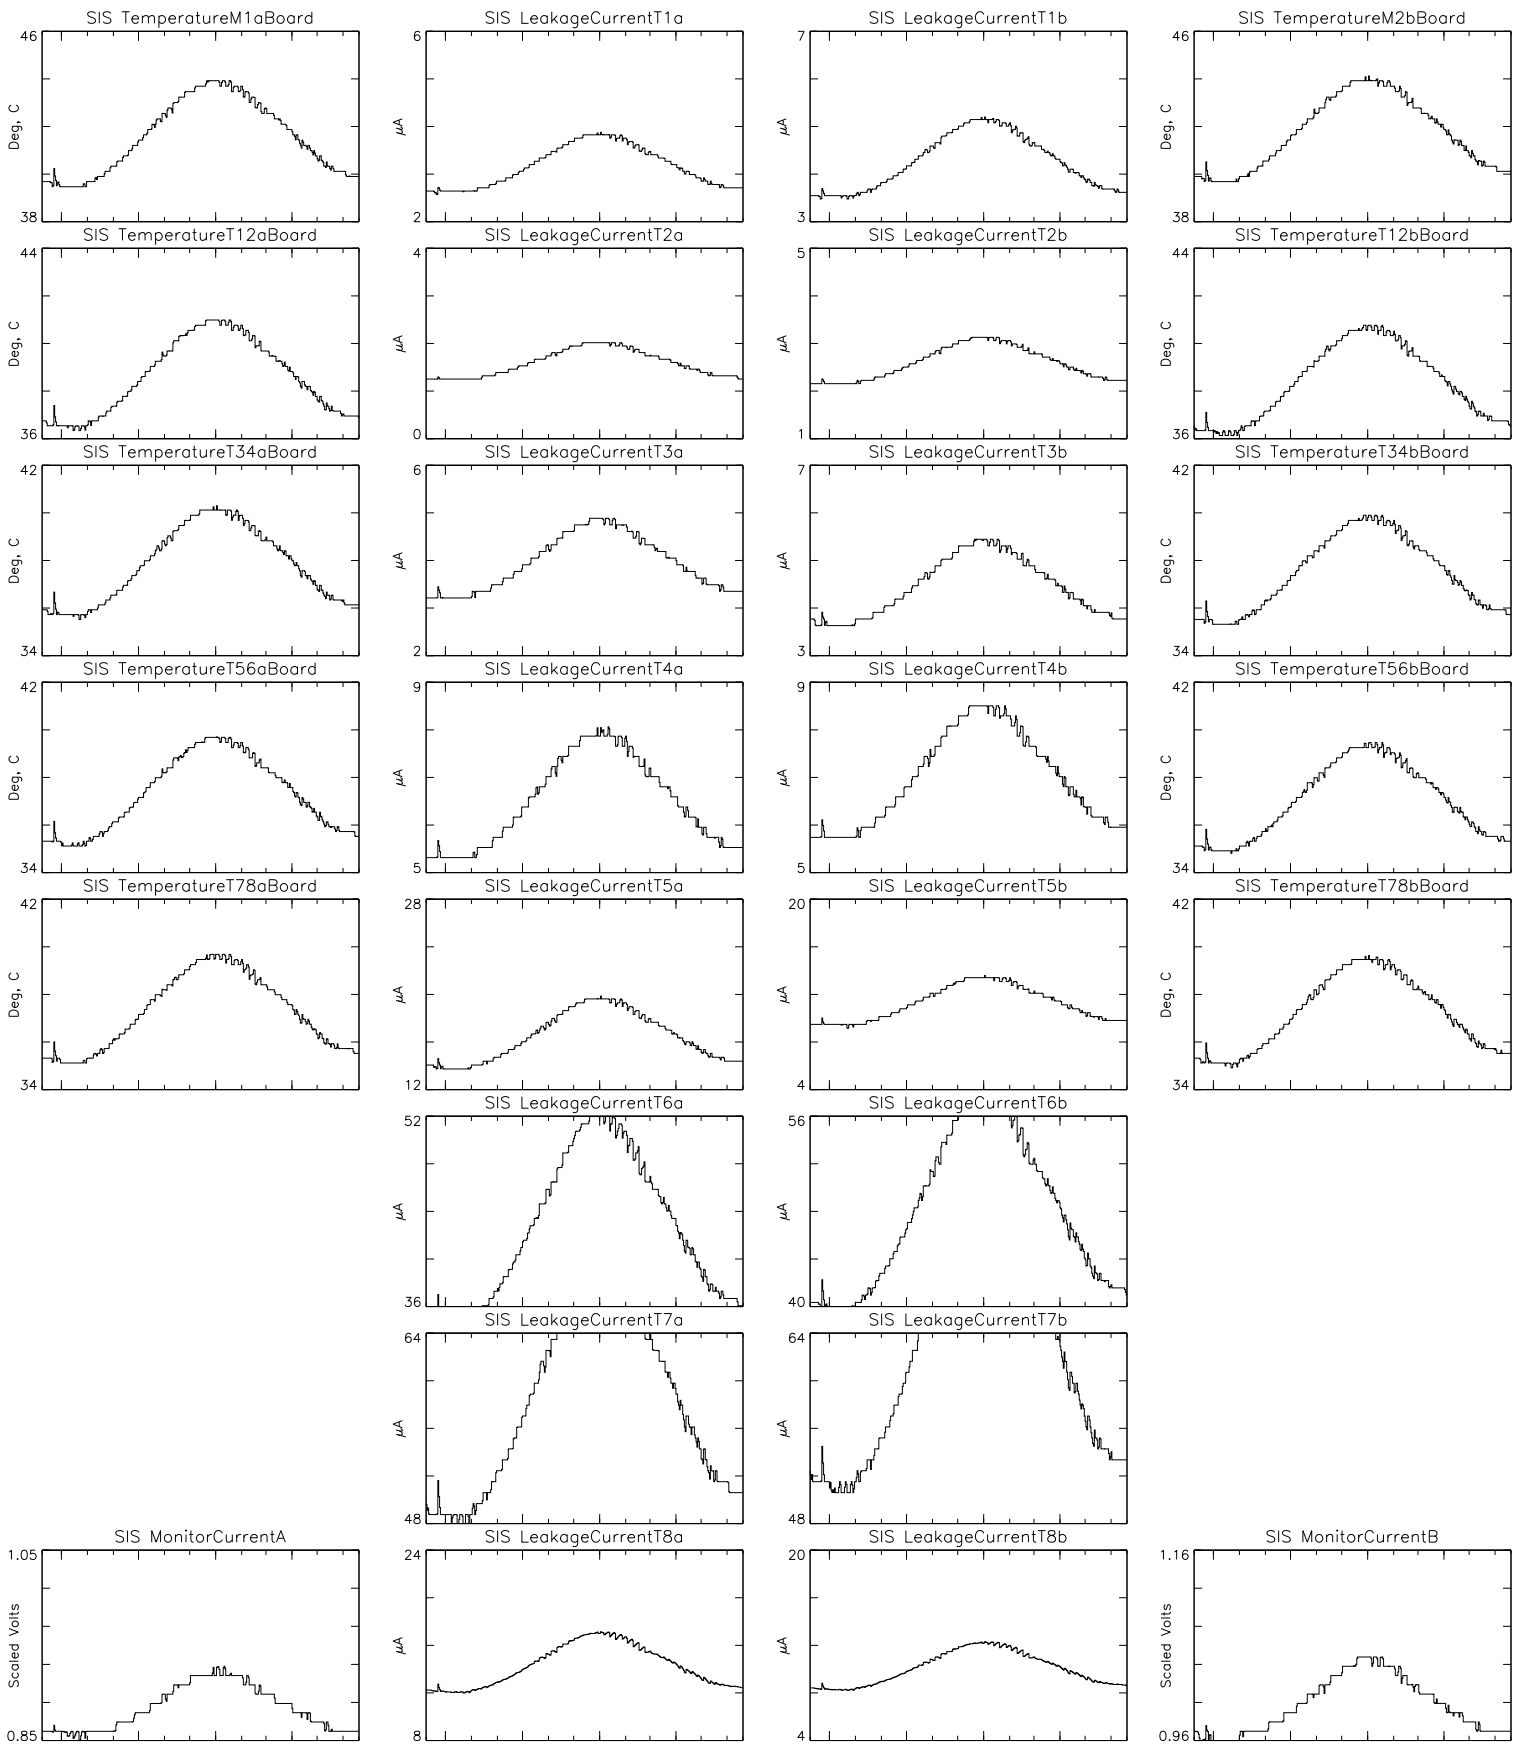 SIS TemperatureM1aBoard
46
Deg, C
38
SIS LeakageCurrentT1a
6
µA
2
SIS LeakageCurrentT1b
7
µA
3
SIS TemperatureM2bBoard
46
Deg, C
38
SIS TemperatureT12aBoard
44
Deg, C
36
SIS LeakageCurrentT2a
4
µA
0
SIS LeakageCurrentT2b
5
µA
1
SIS TemperatureT12bBoard
44
Deg, C
36
SIS TemperatureT34aBoard
42
Deg, C
34
SIS LeakageCurrentT3a
6
µA
2
SIS LeakageCurrentT3b
7
µA
3
SIS TemperatureT34bBoard
42
Deg, C
34
SIS TemperatureT56aBoard
42
Deg, C
34
SIS LeakageCurrentT4a
9
µA
5
SIS LeakageCurrentT4b
9
µA
5
SIS TemperatureT56bBoard
42
Deg, C
34
SIS TemperatureT78aBoard
42
Deg, C
34
SIS LeakageCurrentT5a
28
µA
12
SIS LeakageCurrentT5b
20
µA
4
SIS TemperatureT78bBoard
42
Deg, C
34
SIS LeakageCurrentT6a
52
µA
36
SIS LeakageCurrentT6b
56
µA
40
SIS LeakageCurrentT7a
64
µA
48
SIS LeakageCurrentT7b
64
µA
48
SIS MonitorCurrentA
1.05
Scaled Volts
0.85
SIS LeakageCurrentT8a
24
µA
8
SIS LeakageCurrentT8b
20
µA
4
SIS MonitorCurrentB
1.16
Scaled Volts
0.96